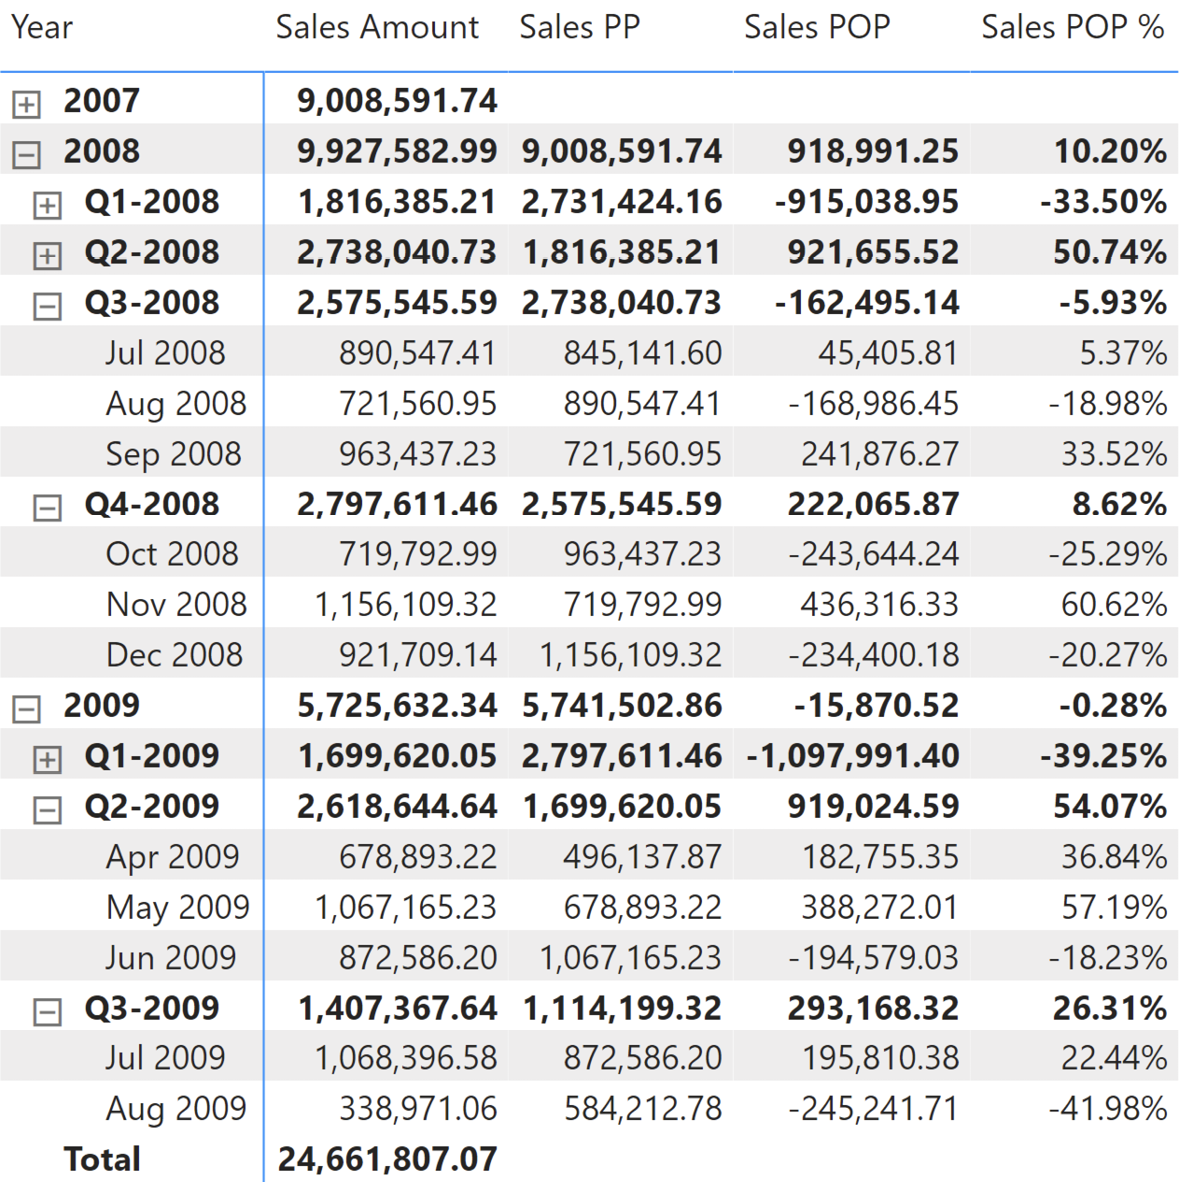 Year Sales Amount Sales PP Sales POP Sales POP %
2007 9,008,591.74
2008 9,927,582.99 9,008,591.74 918,991.25 10.20%
Q1-2008 1,816,385.21 2,731,424.16 -915,038.95 -33.50%
Q2-2008 2,738,040.73 1,816,385.21 921,655.52 50.74%
Q3-2008 2,575,545.59 2,738,040.73 -162,495.14 -5.93%
Jul 2008 890,547.41 845,141.60 45,405.81 5.37%
Aug 2008 721,560.95 890,547.41 -168,986.45 -18.98%
Sep 2008 963,437.23 721,560.95 241,876.27 33.52%
Q4-2008 2,797,611.46 2,575,545.59 222,065.87 8.62%
Oct 2008 719,792.99 963,437.23 -243,644.24 -25.29%
Nov 2008 1,156,109.32 719,792.99 436,316.33 60.62%
Dec 2008 921,709.14 1,156,109.32 -234,400.18 -20.27%
2009 5,725,632.34 5,741,502.86 -15,870.52 -0.28%
Q1-2009 1,699,620.05 2,797,611.46 -1,097,991.40 -39.25%
Q2-2009 2,618,644.64 1,699,620.05 919,024.59 54.07%
Apr 2009 678,893.22 496,137.87 182,755.35 36.84%
May 2009 1,067,165.23 678,893.22 388,272.01 57.19%
Jun 2009 872,586.20 1,067,165.23 -194,579.03 -18.23%
Q3-2009 1,407,367.64 1,114,199.32 293,168.32 26.31%
Jul 2009 1,068,396.58 872,586.20 195,810.38 22.44%
Aug 2009 338,971.06 584,212.78 -245,241.71 -41.98%
Total 24,661,807.07